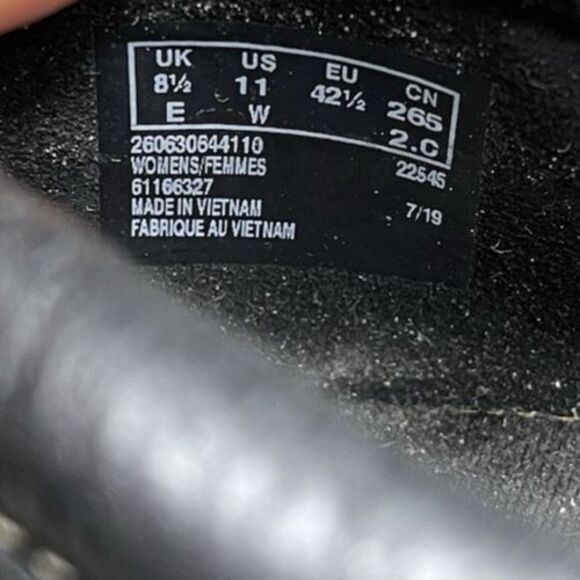 UK US EU CN
8½ 11 42½ 265
E W 2.C
260630644110
WOMENS/FEMMES 22545
61166327
MADE IN VIETNAM 7/19
FABRIQUE AU VIETNAM